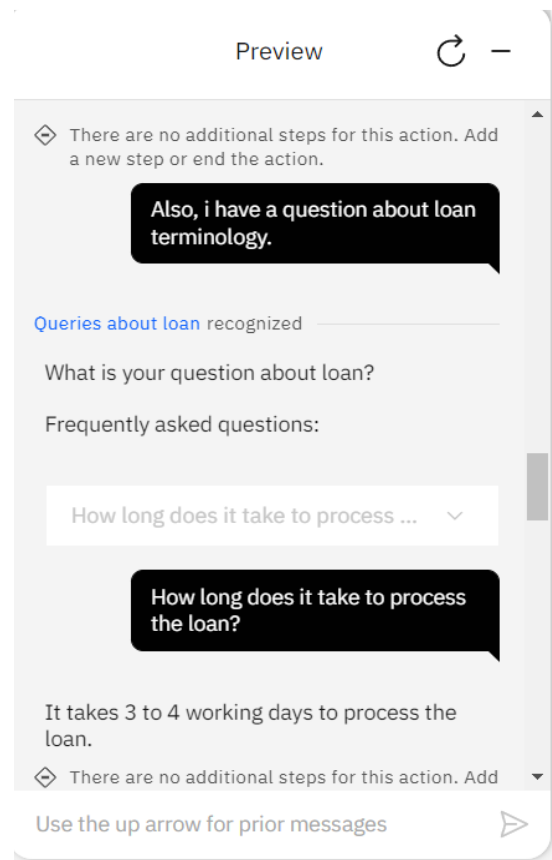 Preview
There are no additional steps for this action. Add
a new step or end the action.
Also, i have a question about loan
terminology.
Queries about loan recognized
What is your question about loan?
Frequently asked questions:
How long does it take to process ...
How long does it take to process
the loan?
It takes 3 to 4 working days to process the
loan.
There are no additional steps for this action. Add
Use the up arrow for prior messages